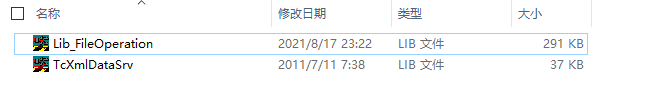 名称 修改日期 类型 大小
Lib_FileOperation 2021/8/17 23:22 LIB 文件 291 KB
TcXmlDataSrv 2011/7/11 7:38 LIB 文件 37 KB